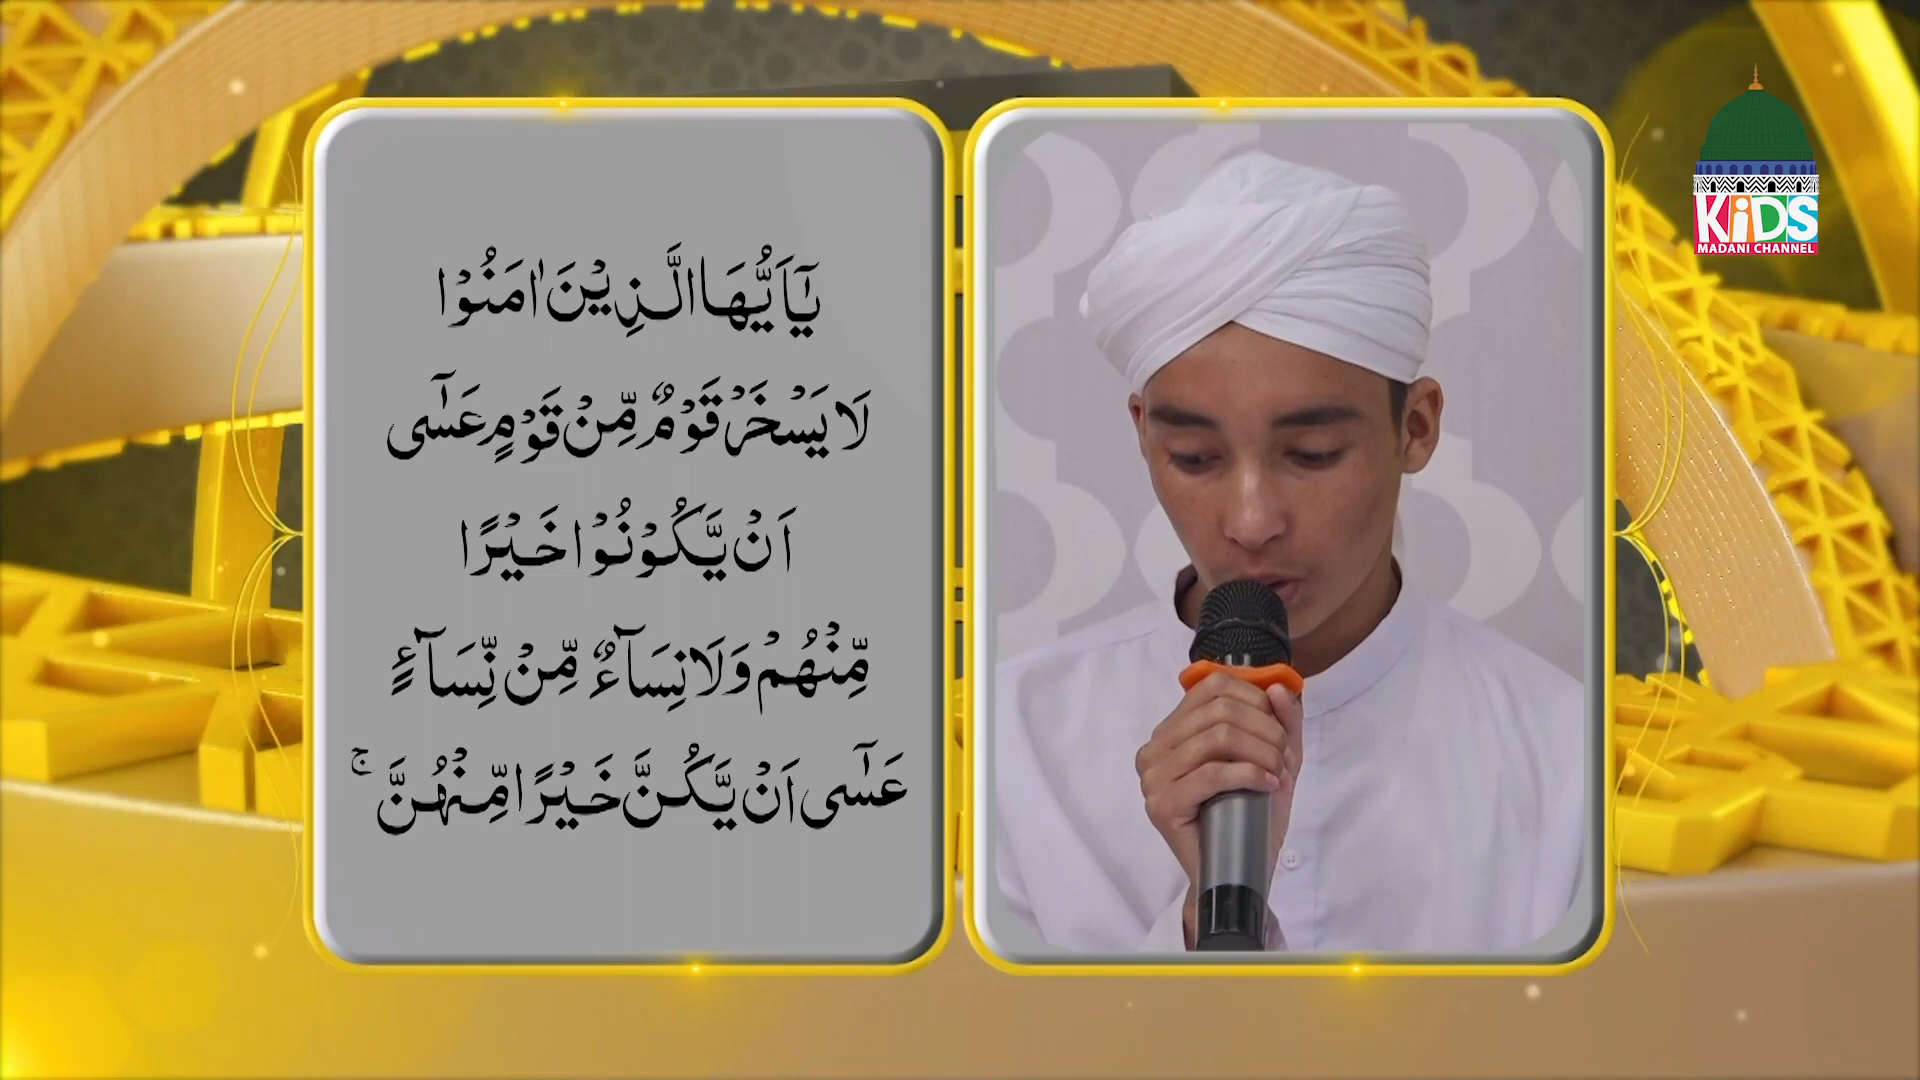 يٰۤاَيُّهَا الَّذِيْنَ اٰمَنُوْا
لَا يَسْخَرْ قَوْمٌ مِّنْ قَوْمٍ عَسٰۤى
اَنْ يَّكُوْنُوْا خَيْرًا
مِّنْهُمْ وَلَا نِسَآءٌ مِّنْ نِّسَآءٍ
عَسٰۤى اَنْ يَّكُنَّ خَيْرًا مِّنْهُنَّ ۚ
KiDS
MADANI CHANNEL